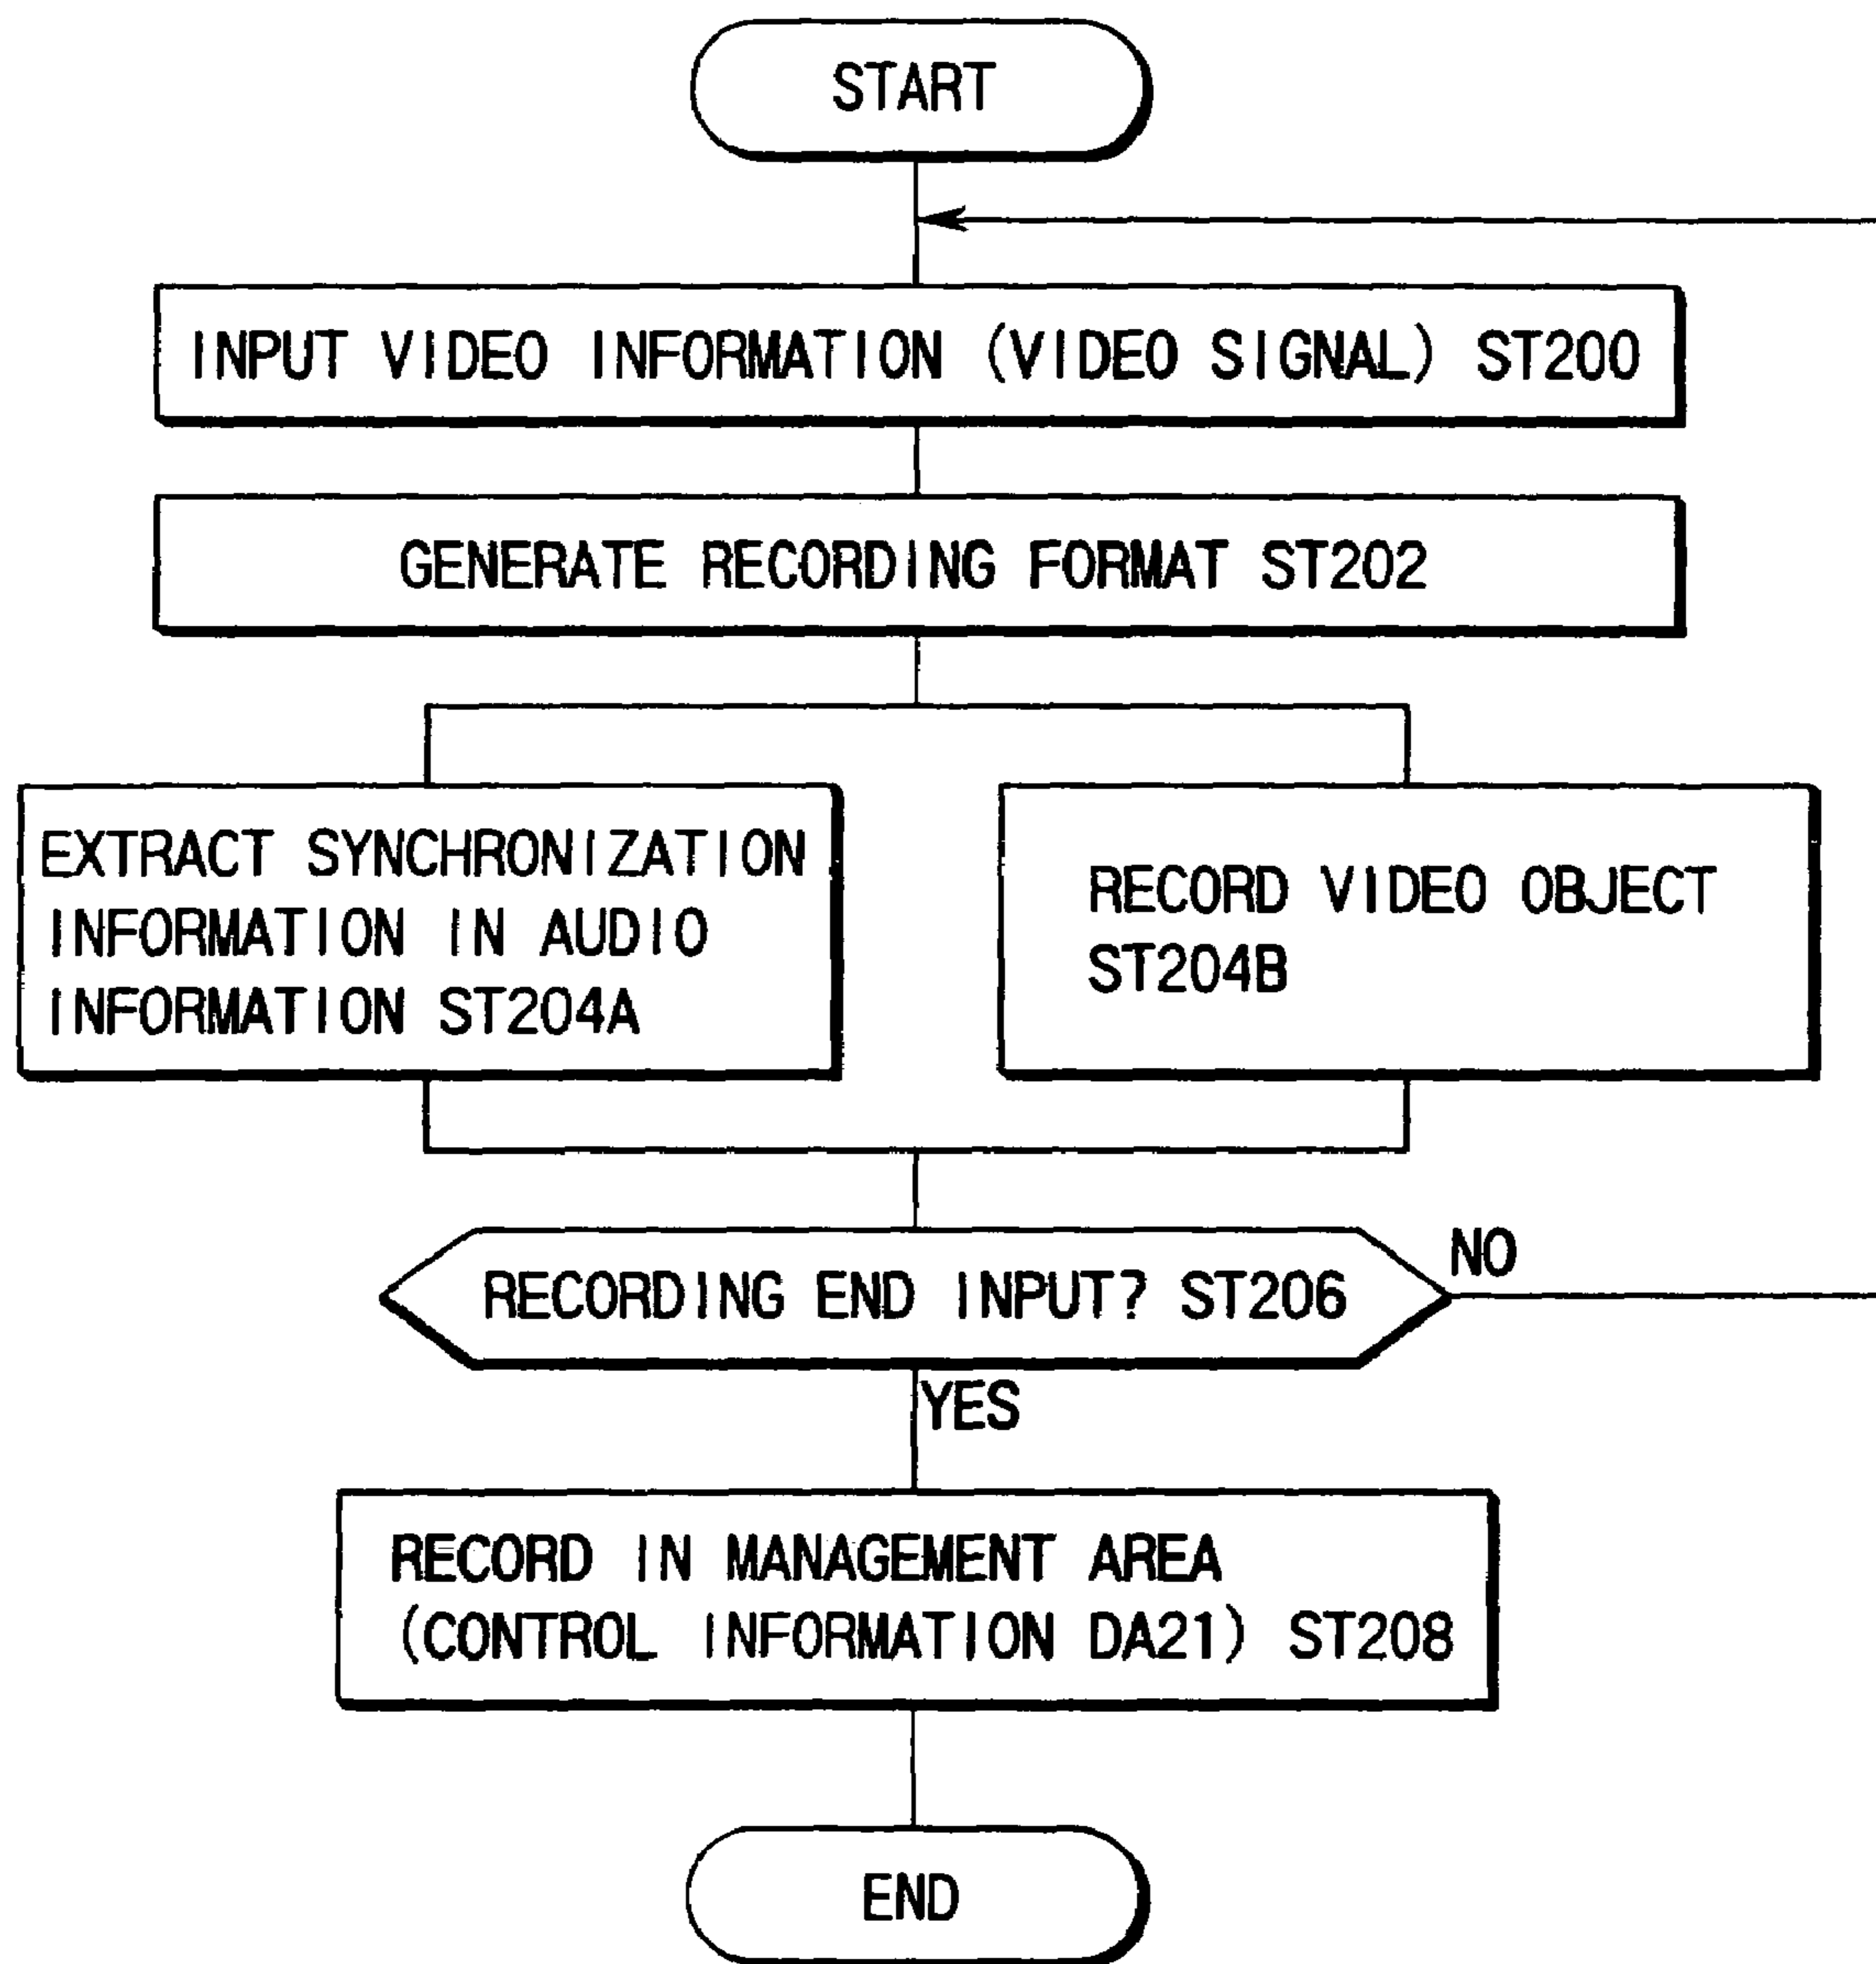 START
INPUT VIDEO INFORMATION (VIDEO SIGNAL) ST200
GENERATE RECORDING FORMAT ST202
EXTRACT SYNCHRONIZATION
INFORMATION IN AUDIO
INFORMATION ST204A
RECORD VIDEO OBJECT
ST204B
RECORDING END INPUT? ST206
NO
YES
RECORD IN MANAGEMENT AREA
(CONTROL INFORMATION DA21) ST208
END